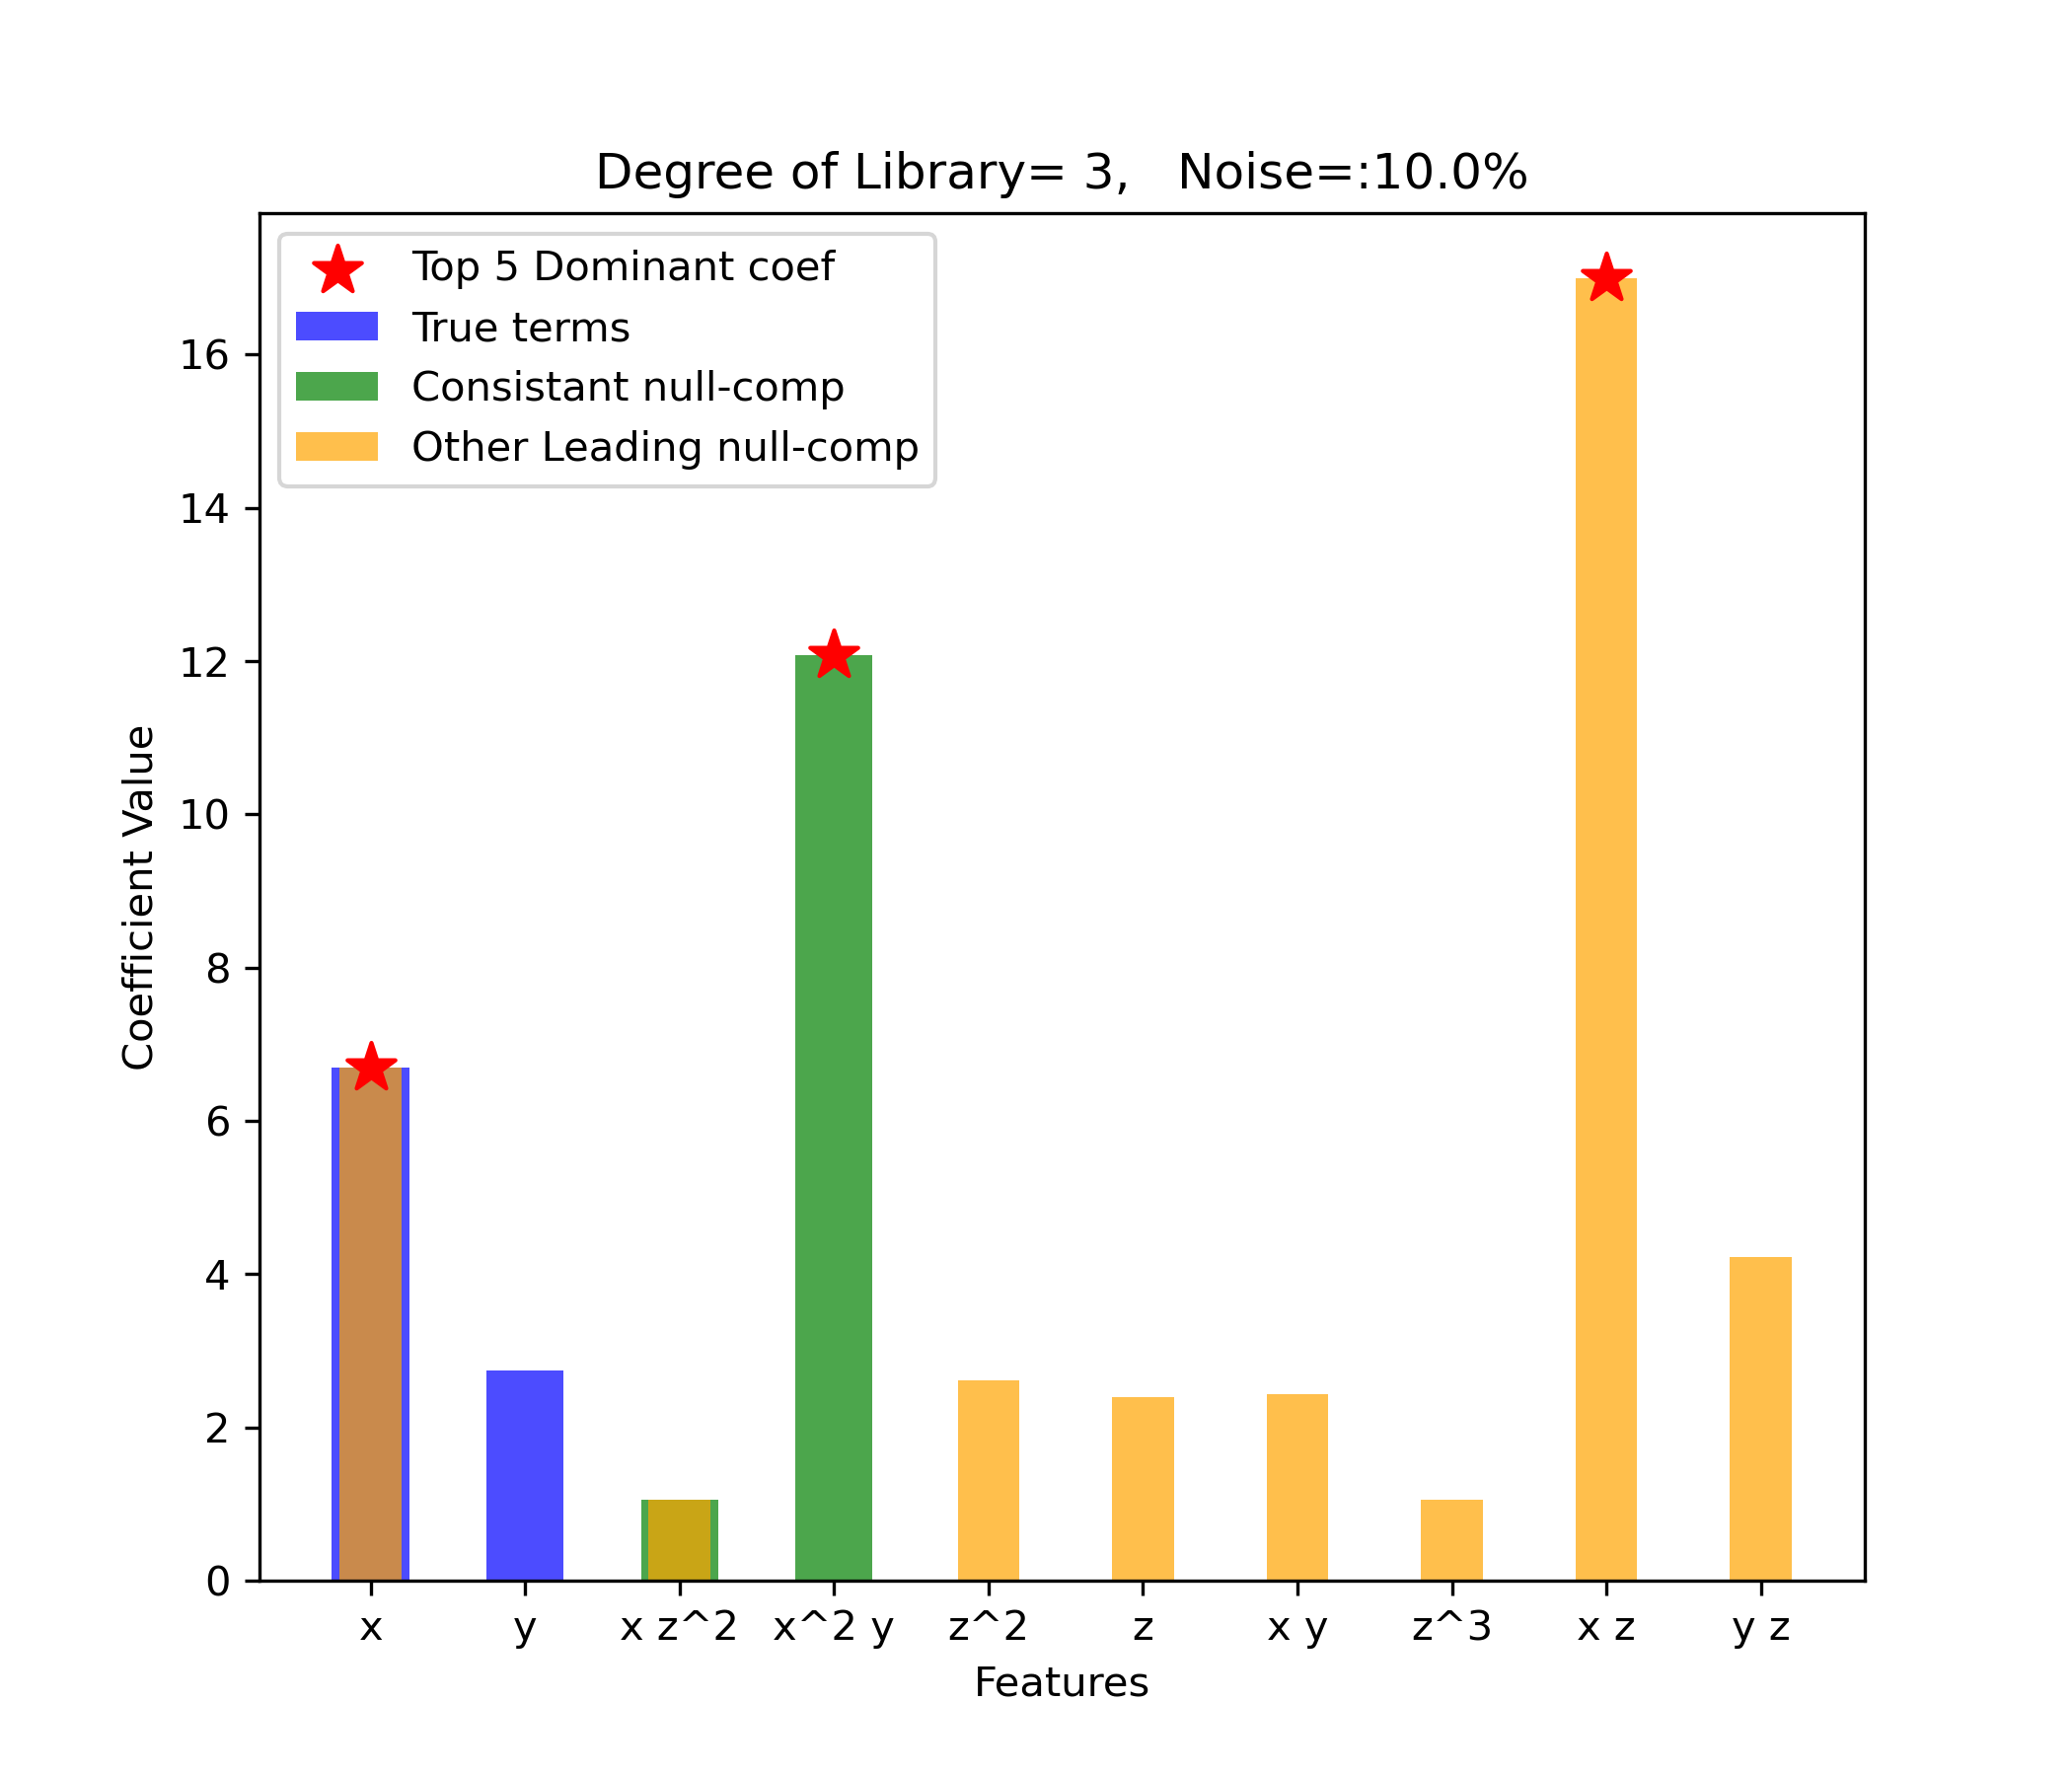 Degree of Library= 3,   Noise=:10.0%
Top 5 Dominant coef
True terms
Consistant null-comp
Other Leading null-comp
Coefficient Value
16
14
12
10
8
6
4
2
0
x y x z^2 x^2 y z^2 z x y z^3 x z y z
Features